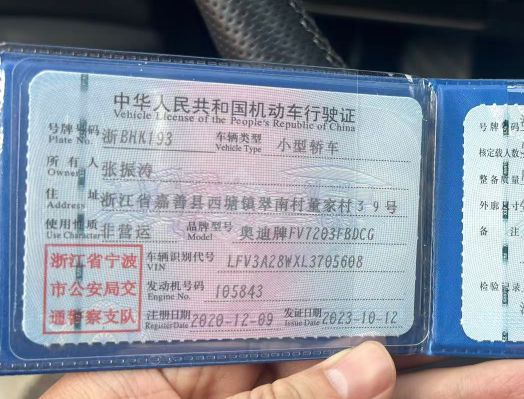 中华人民共和国机动车行驶证
Vehicle License of the People's Republic of China
号牌号码 浙BHK193 车辆类型 小型轿车
Plate No. Vehicle Type
所有人 张振涛
Owner
住址 浙江省嘉善县西塘镇翠南村董家村39号
Address
使用性质 非营运 品牌型号 奥迪牌FV7203FBDCG
Use Character Model
浙江省宁波
市公安局交
通警察支队
车辆识别代号 LFV3A28WXL3705608
VIN
发动机号码 105843
Engine No.
注册日期 2020-12-09 发证日期 2023-10-12
Register Date Issue Date
号牌
核定载人数
整备质量
外廓
备注
检验记录